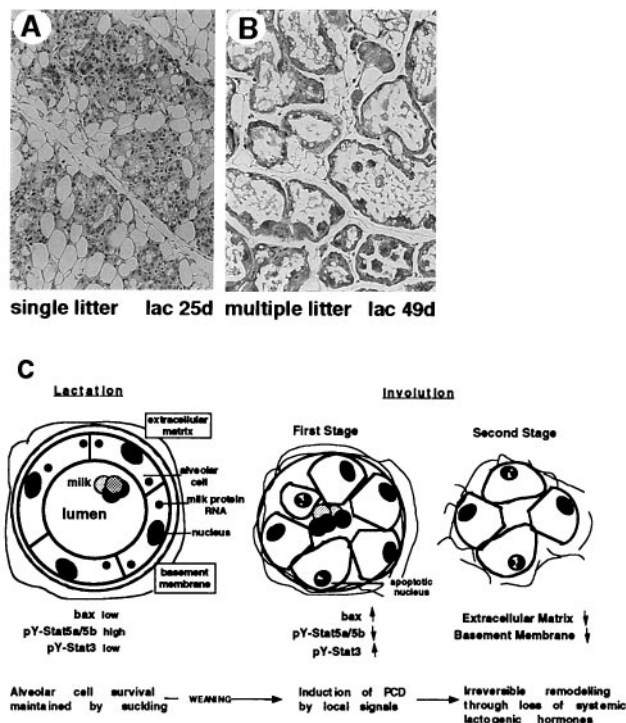 A
B
single litter lac 25d
multiple litter lac 49d
C
Lactation
Involution
First Stage
Second Stage
extracellular
matrix
alveolar
cell
milk
milk protein
RNA
lumen
nucleus
basement
membrane
apoptotic
nucleus
bax low
pY-Stat5a/5b high
pY-Stat3 low
bax ↑
pY-Stat5a/5b ↓
pY-Stat3 ↑
Extracellular Matrix ↓
Basement Membrane ↓
Alveolar cell survival
maintained by suckling
WEANING
Induction of PCD
by local signals
Irreversible remodelling
through loss of systemic
lactogenic hormones